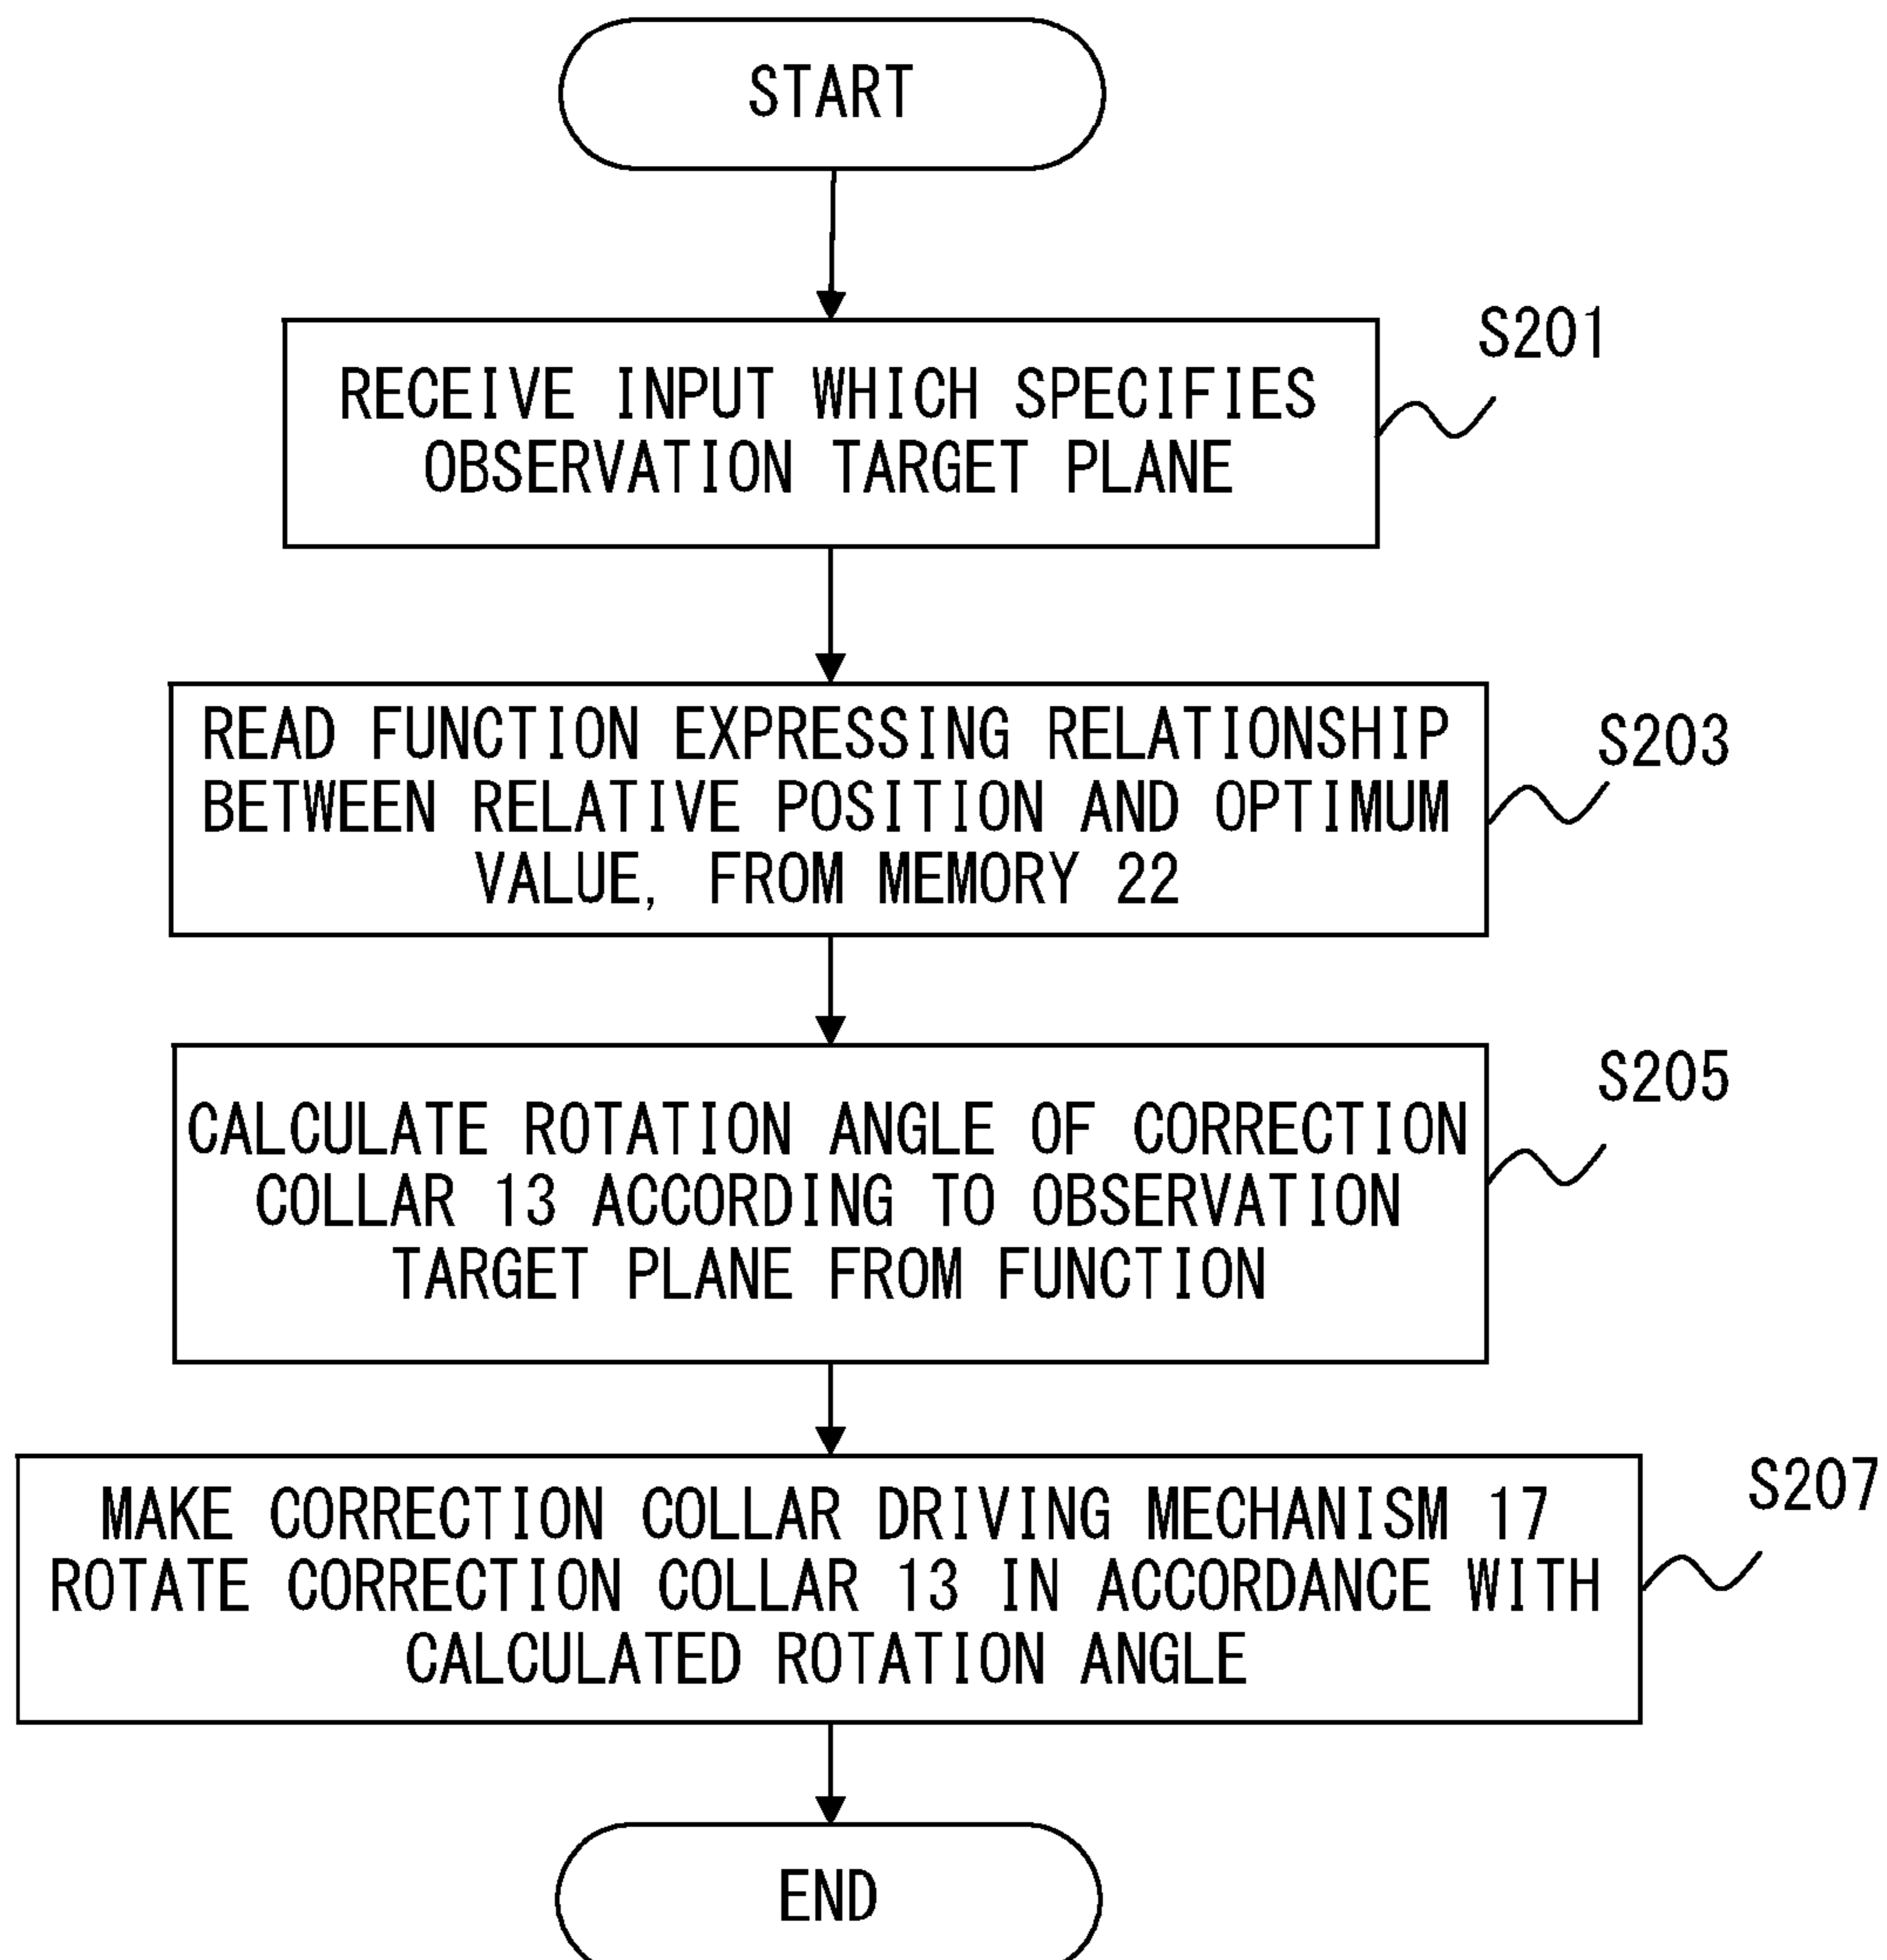 START
S201
RECEIVE INPUT WHICH SPECIFIES
OBSERVATION TARGET PLANE
S203
READ FUNCTION EXPRESSING RELATIONSHIP
BETWEEN RELATIVE POSITION AND OPTIMUM
VALUE, FROM MEMORY 22
S205
CALCULATE ROTATION ANGLE OF CORRECTION
COLLAR 13 ACCORDING TO OBSERVATION
TARGET PLANE FROM FUNCTION
S207
MAKE CORRECTION COLLAR DRIVING MECHANISM 17
ROTATE CORRECTION COLLAR 13 IN ACCORDANCE WITH
CALCULATED ROTATION ANGLE
END